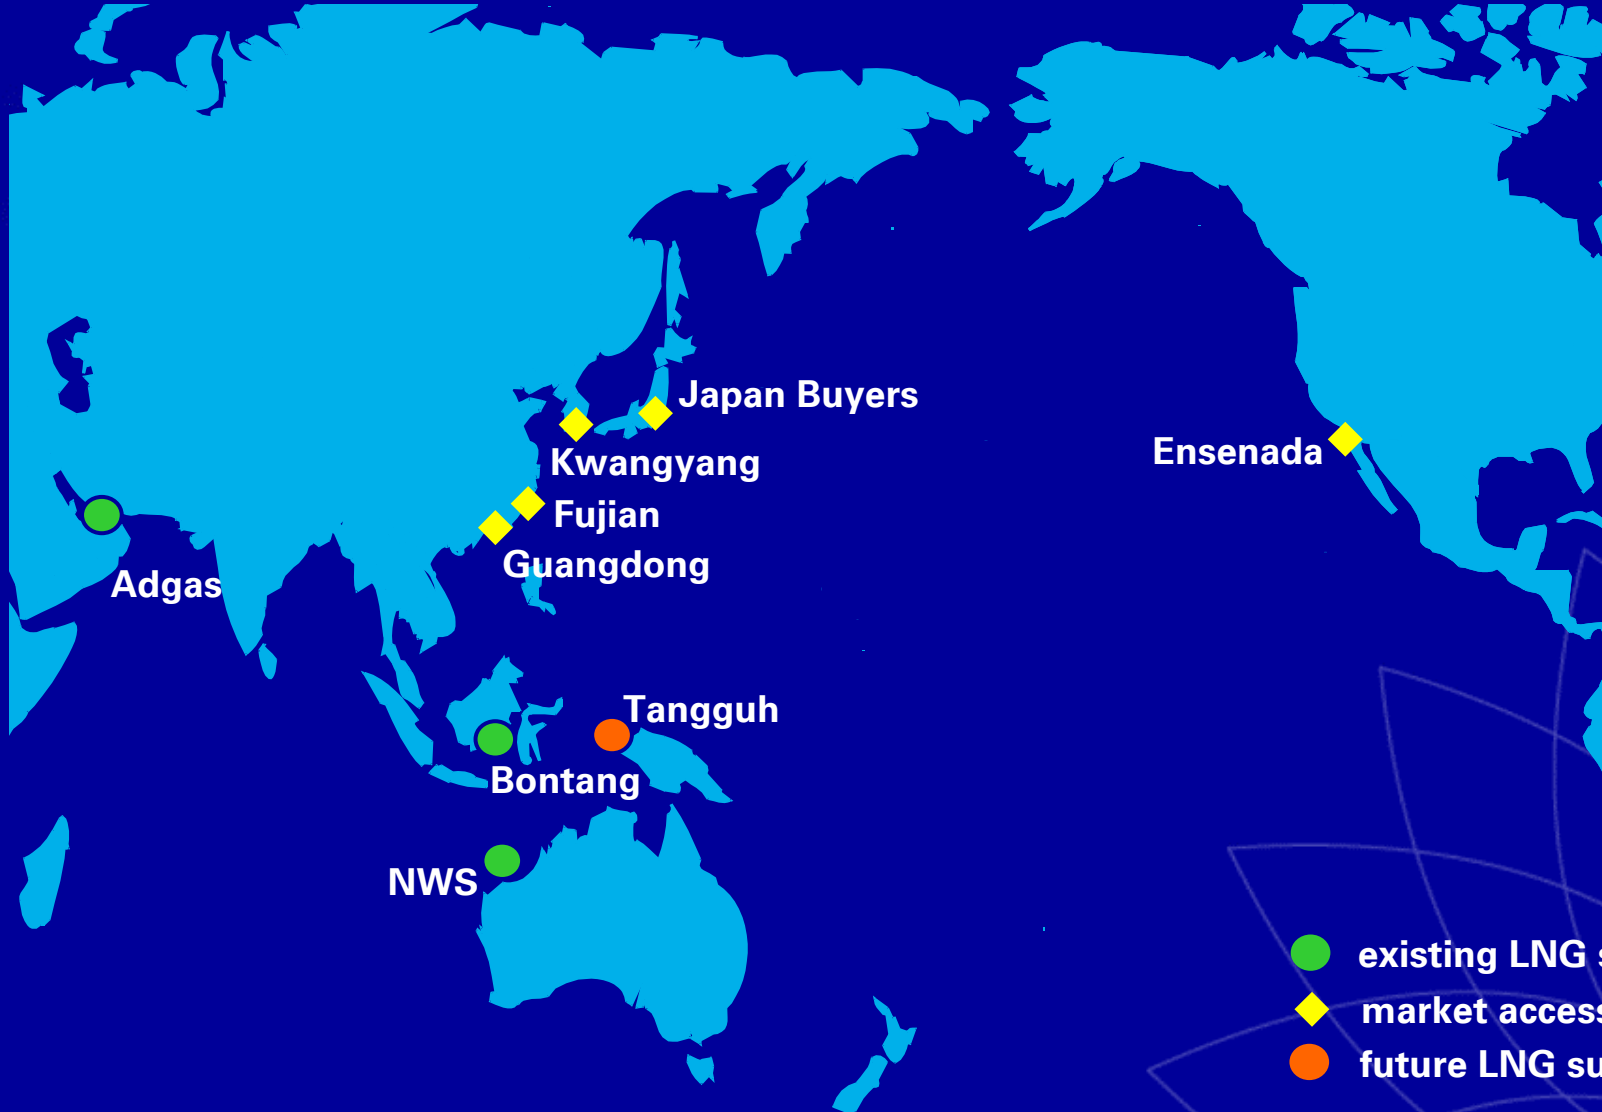 Japan Buyers
Ensenada
Kwangyang
Fujian
Guangdong
Adgas
Tangguh
Bontang
NWS
existing LNG
market access
future LNG